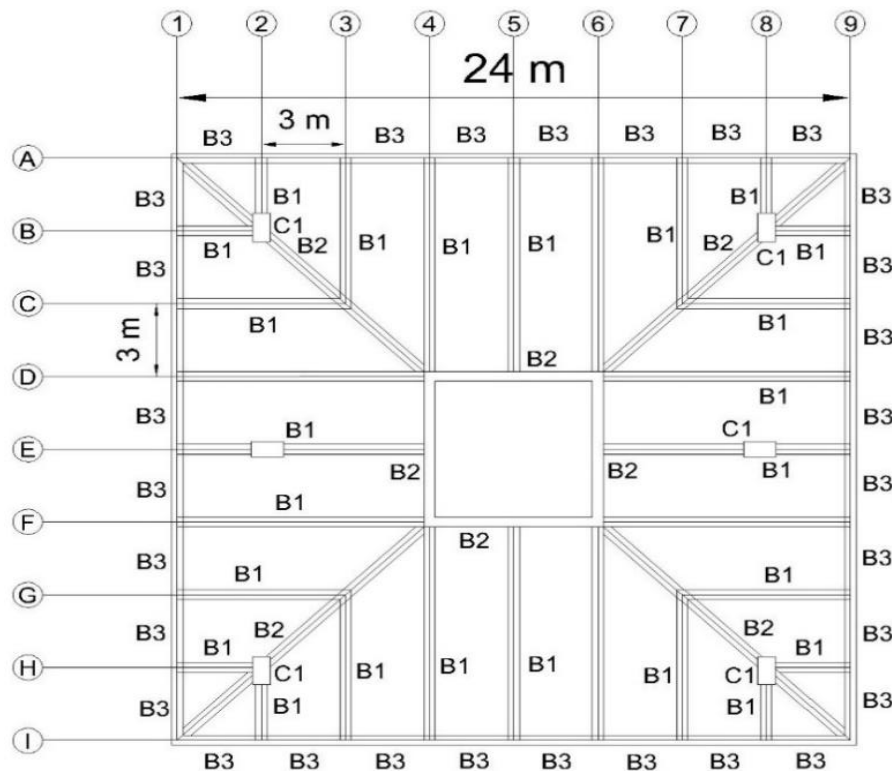 1 2 3 4 5 6 7 8 9
24 m
B3 3 m B3 B3 B3 B3 B3 B3
A
B3 B1 B1 B3
B C1 C1
B1 B2 B1 B1 B1 B1 B2 B1
B3 B3
C
B1 B1
3 m B3
B2
D
B1
B3 B3
B1 C1
E
B2 B2 B1
B3 B1 B3
F
B2
B3 B3
B1 B1
G
B3 B2 B2 B3
B1 B1
H
C1 B1 B1 B1 B1 C1
B1 B1
B3 B3
I
B3 B3 B3 B3 B3 B3 B3 B3